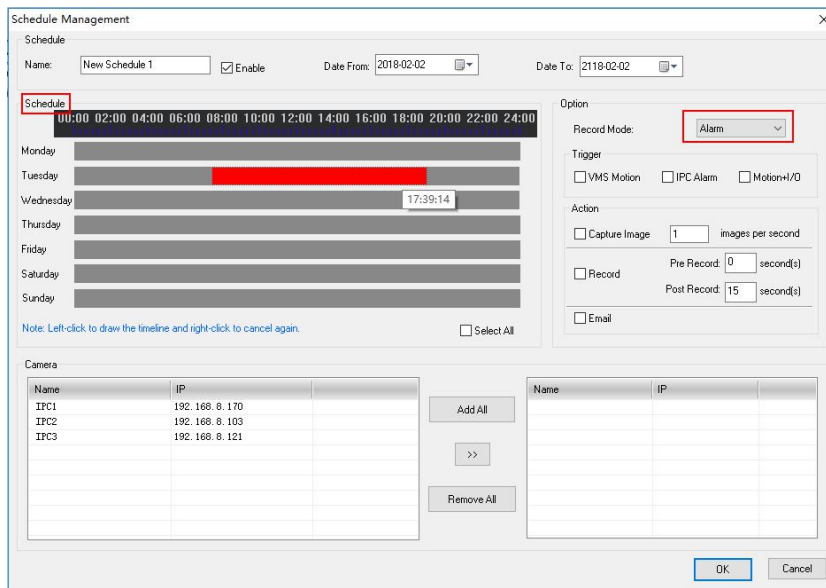 Schedule Management
Schedule
Name: New Schedule 1 Enable Date From: 2018-02-02 Date To: 2118-02-02
Schedule
00:00 02:00 04:00 06:00 08:00 10:00 12:00 14:00 16:00 18:00 20:00 22:00 24:00
Monday
Tuesday
Wednesday
17:39:14
Thursday
Friday
Saturday
Sunday
Note: Left-click to draw the timeline and right-click to cancel again.
Select All
Option
Record Mode: Alarm
Trigger
VMS Motion IPC Alarm Motion+I/O
Action
Capture Image 1 images per second
Pre Record: 0 second(s)
Record
Post Record: 15 second(s)
Email
Camera
Name IP
IPC1 192.168.8.170
IPC2 192.168.8.103
IPC3 192.168.8.121
Add All
>>
Remove All
Name IP
OK Cancel